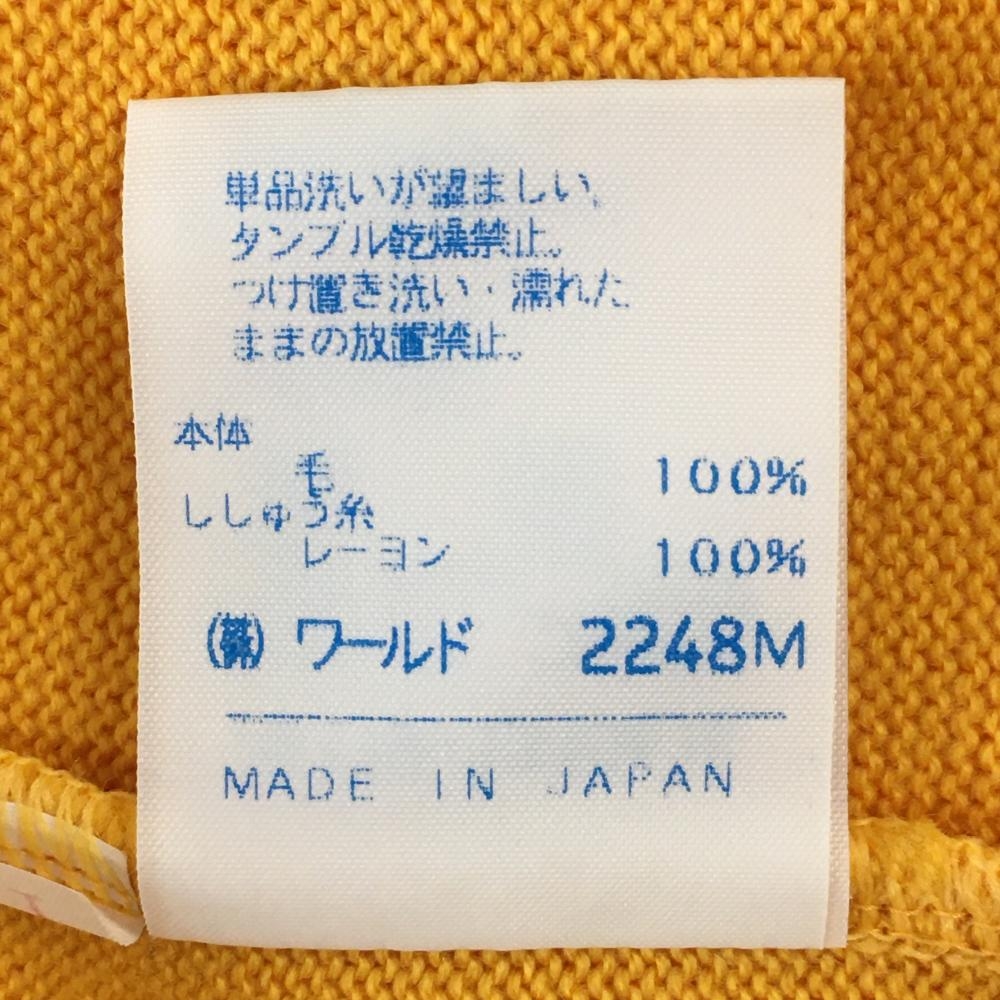 単品洗いが望ましい。
タンブル乾燥禁止。
つけ置き洗い・濡れた
ままの放置禁止。
本体
毛 100%
ししゅう糸
レーヨン 100%
㈱ ワールド 2248M
MADE IN JAPAN